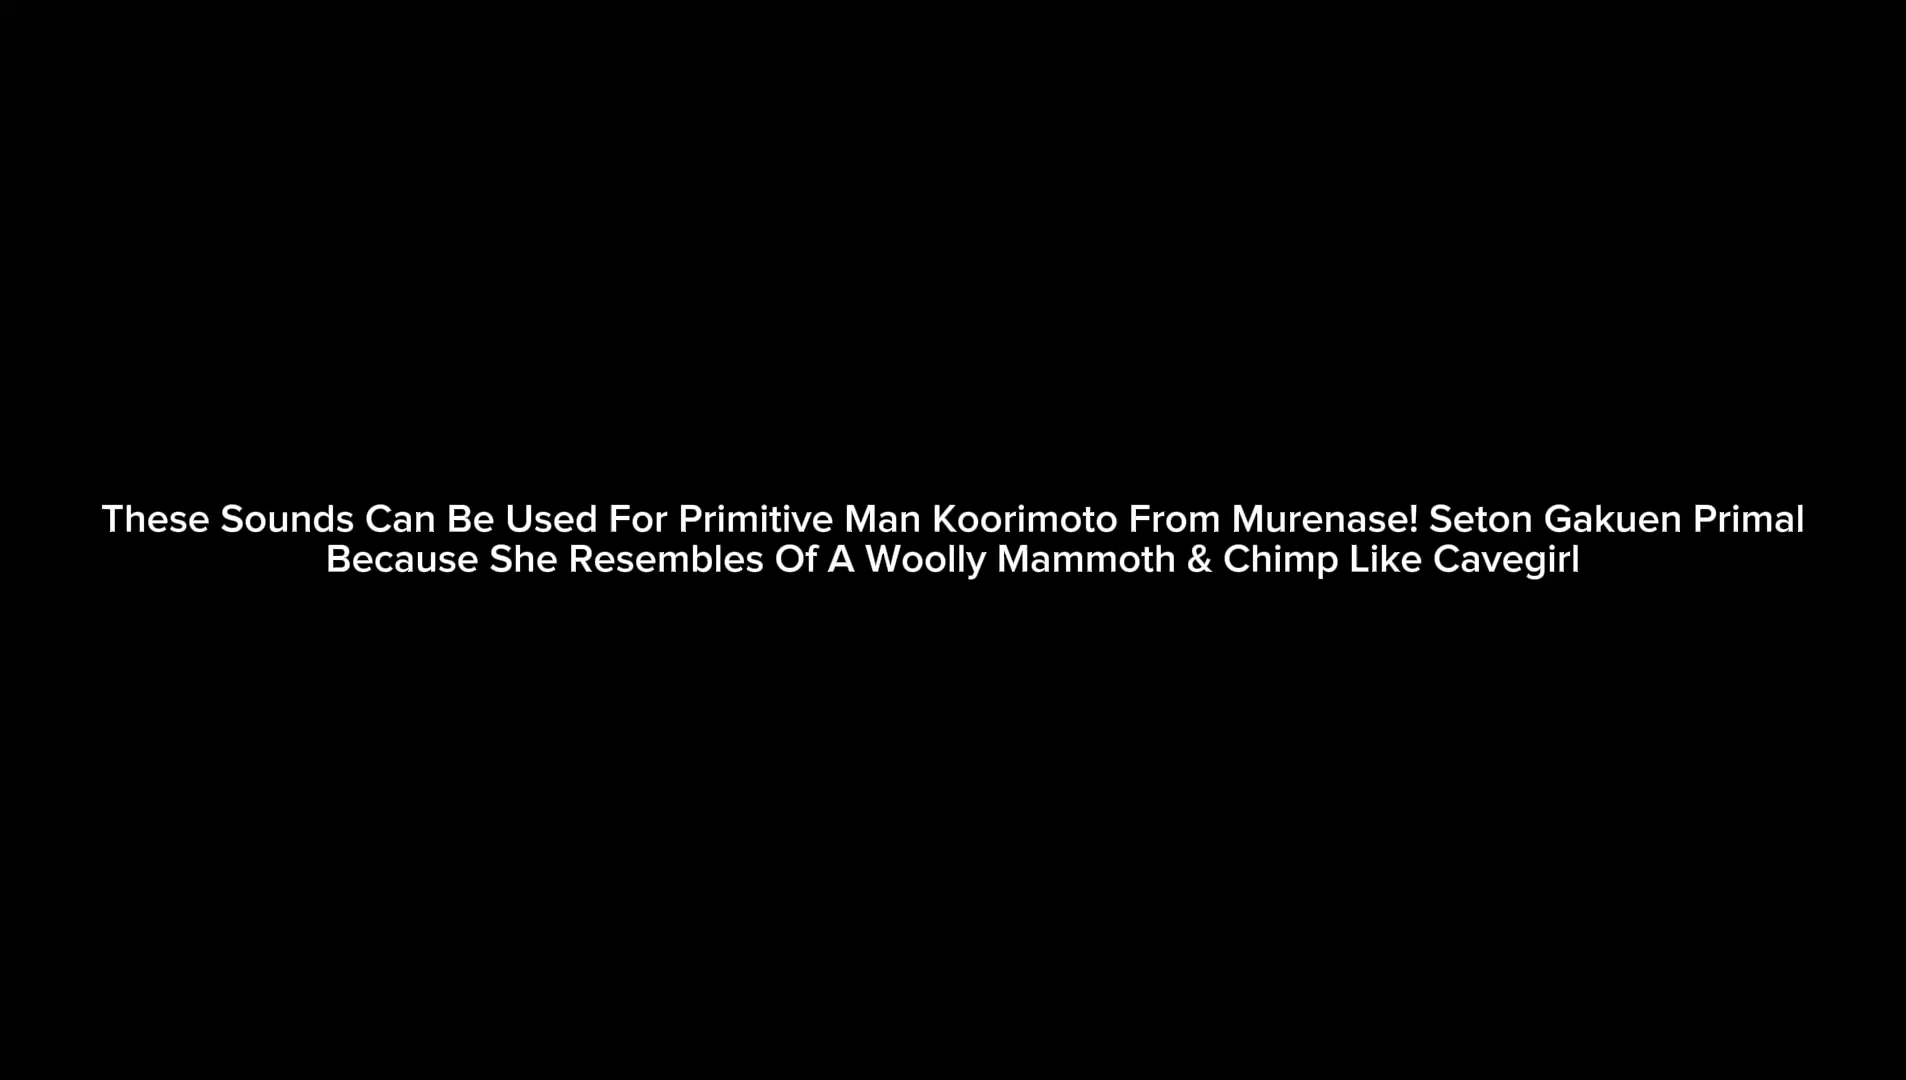 These Sounds Can Be Used For Primitive Man Koorimoto From Murenase! Seton Gakuen Primal
Because She Resembles Of A Woolly Mammoth & Chimp Like Cavegirl